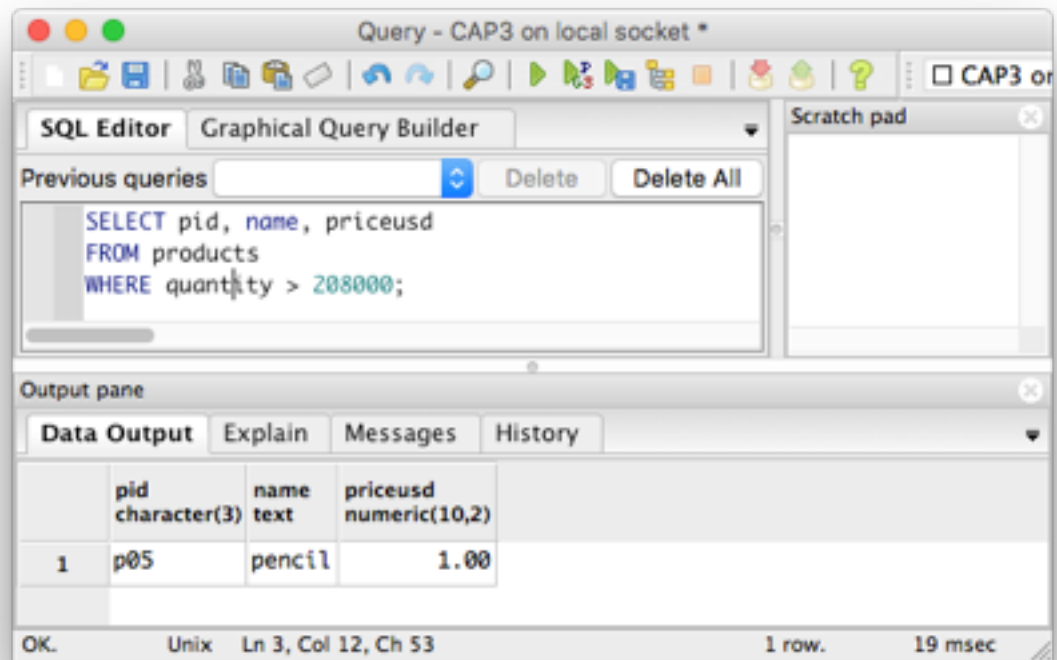 Query - CAP3 on local socket *
CAP3 or
SQL Editor Graphical Query Builder
Scratch pad
Previous queries Delete Delete All
SELECT pid, name, priceusd
FROM products
WHERE quantity > 208000;
Output pane
Data Output Explain Messages History
pid name priceusd
character(3) text numeric(10,2)
1 p05 pencil 1.00
OK. Unix Ln 3, Col 12, Ch 53 1 row. 19 msec